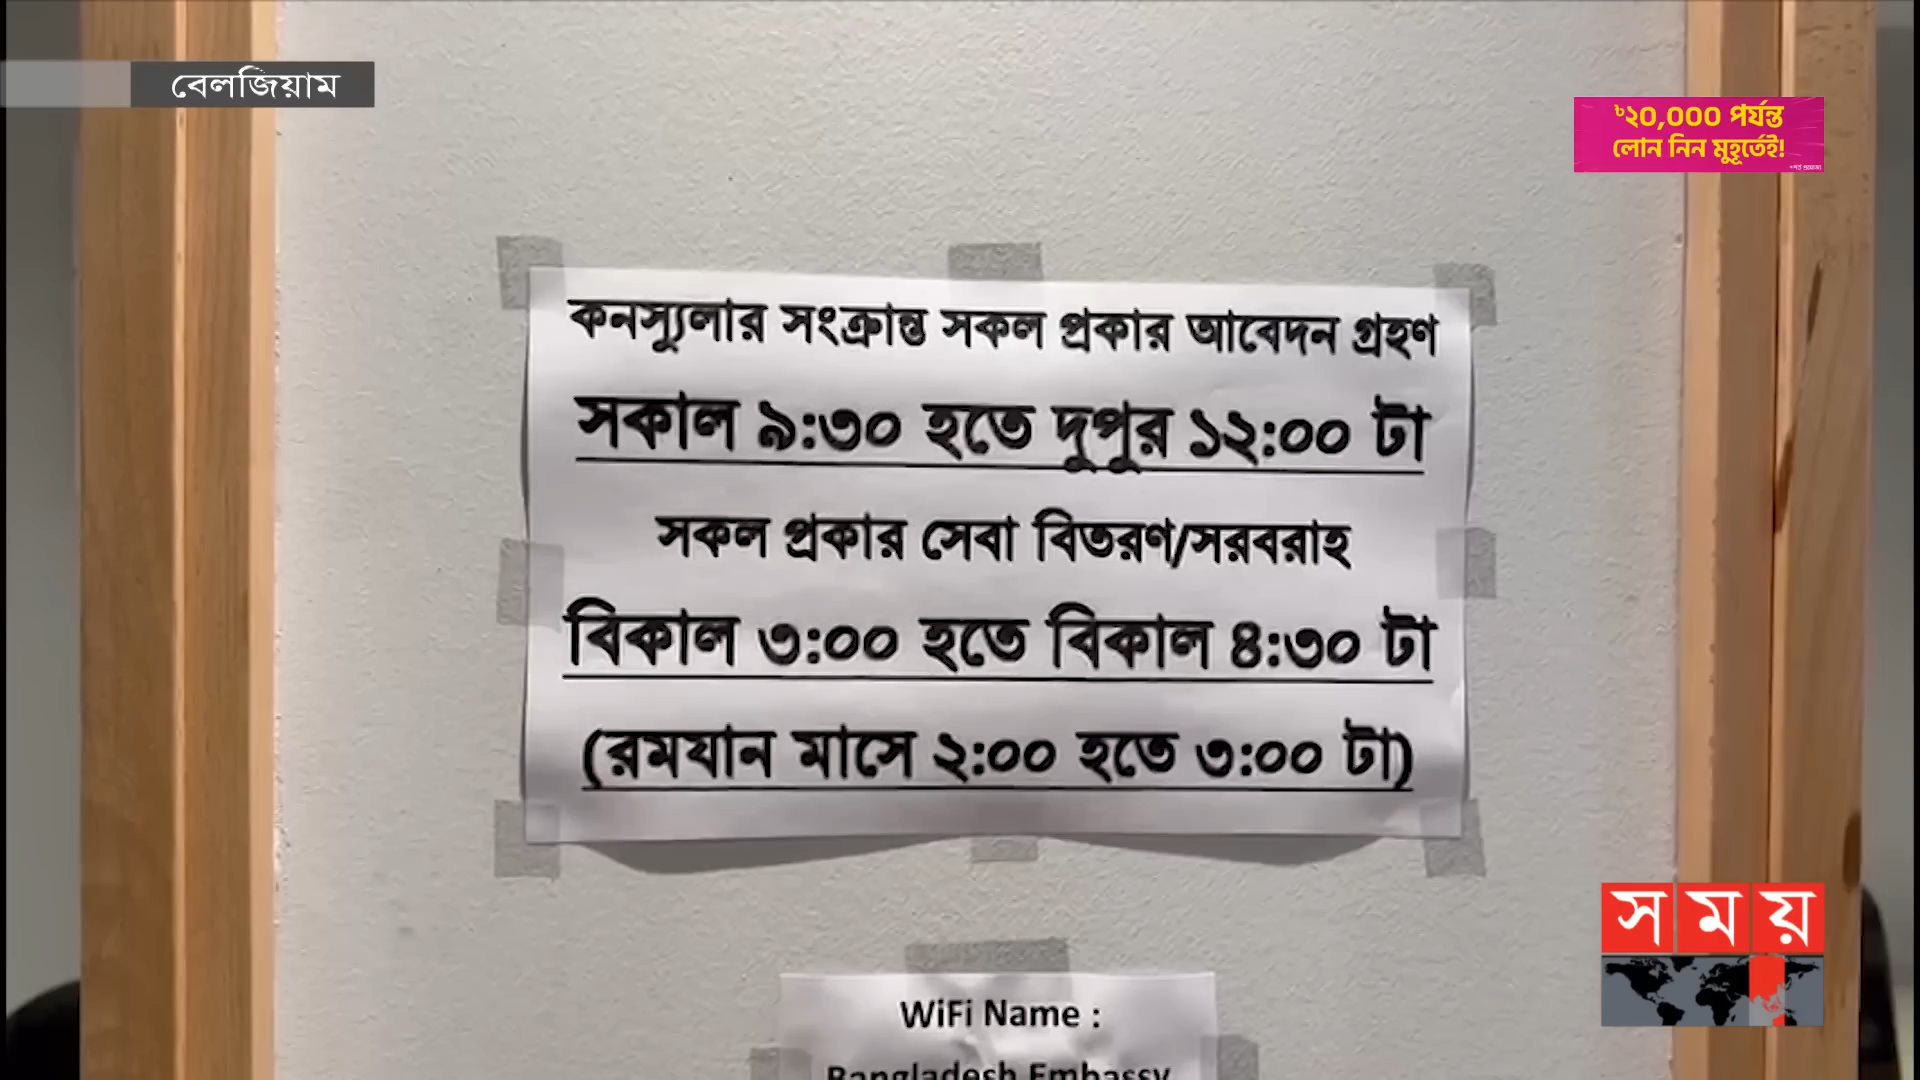 বেলজিয়াম
৳২০,০০০ পর্যন্ত
লোন নিন মুহূর্তেই!
কনস্যুলার সংক্রান্ত সকল প্রকার আবেদন গ্রহণ
সকাল ৯:৩০ হতে দুপুর ১২:০০ টা
সকল প্রকার সেবা বিতরণ/সরবরাহ
বিকাল ৩:০০ হতে বিকাল ৪:৩০ টা
(রমযান মাসে ২:০০ হতে ৩:০০ টা)
সময়
WiFi Name :
Bangladesh Embassy